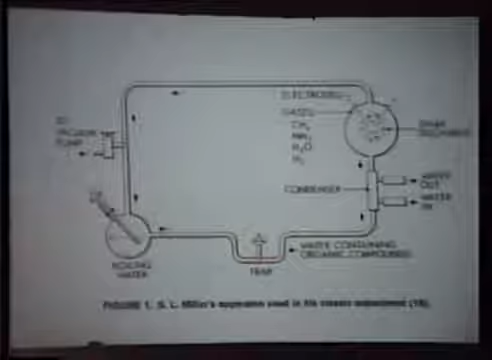 TO
VACUUM
PUMP
ELECTRODES
GASES
CH4
NH3
H2O
H2
SPARK
DISCHARGE
CONDENSER
WATER
OUT
WATER
IN
BOILING
WATER
TRAP
WATER CONTAINING
ORGANIC COMPOUNDS
FIGURE 1. S. L. Miller's apparatus used in his classic experiment (15).